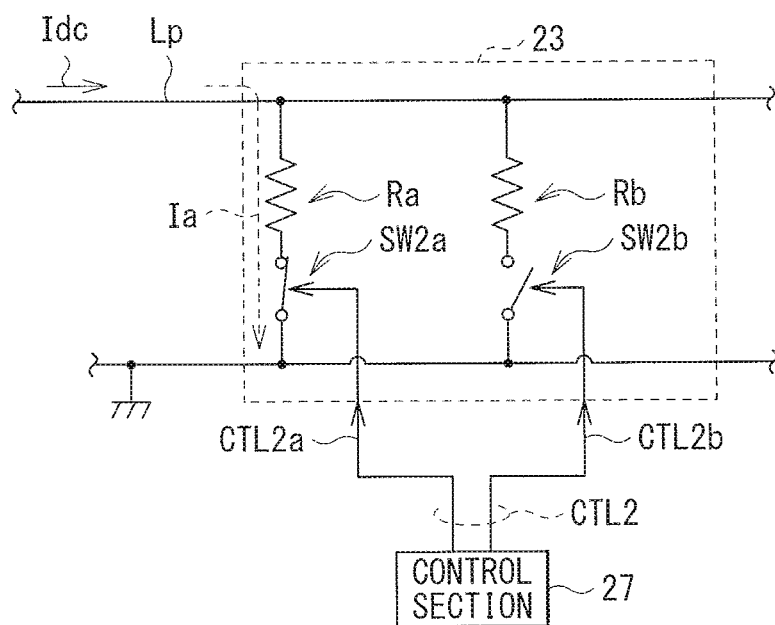 Idc
Lp
23
Ia
Ra
Rb
SW2a
SW2b
CTL2a
CTL2b
CTL2
CONTROL
SECTION
27